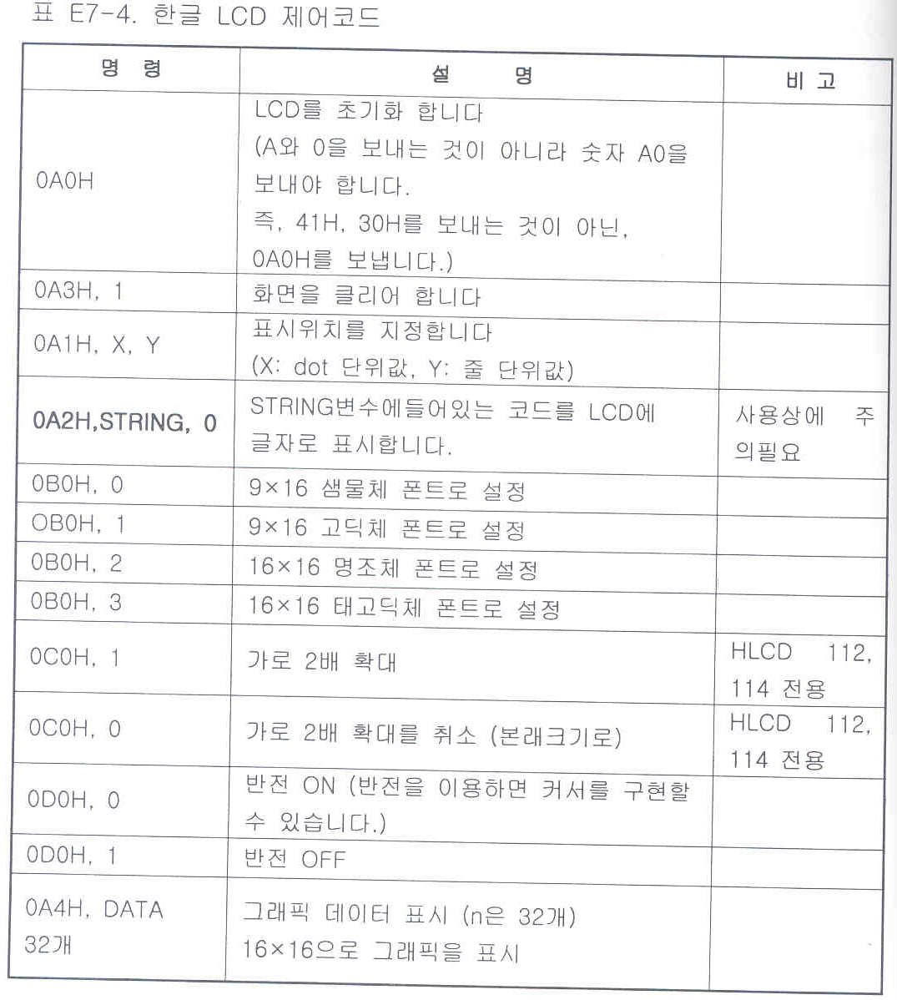 표 E7-4. 한글 LCD 제어코드
명 령 설 명 비 고
0A0H
LCD를 초기화 합니다
(A와 0을 보내는 것이 아니라 숫자 A0을
보내야 합니다.
즉, 41H, 30H를 보내는 것이 아닌,
0A0H를 보냅니다.)
0A3H, 1 화면을 클리어 합니다
0A1H, X, Y
표시위치를 지정합니다
(X: dot 단위값, Y: 줄 단위값)
0A2H,STRING, 0
STRING변수에들어있는 코드를 LCD에
글자로 표시합니다.
사용상에 주
의필요
0B0H, 0 9×16 샘물체 폰트로 설정
OB0H, 1 9×16 고딕체 폰트로 설정
0B0H, 2 16×16 명조체 폰트로 설정
0B0H, 3 16×16 태고딕체 폰트로 설정
0C0H, 1 가로 2배 확대
HLCD 112,
114 전용
0C0H, 0 가로 2배 확대를 취소 (본래크기로)
HLCD 112,
114 전용
0D0H, 0
반전 ON (반전을 이용하면 커서를 구현할
수 있습니다.)
0D0H, 1 반전 OFF
0A4H, DATA
32개
그래픽 데이터 표시 (n은 32개)
16×16으로 그래픽을 표시